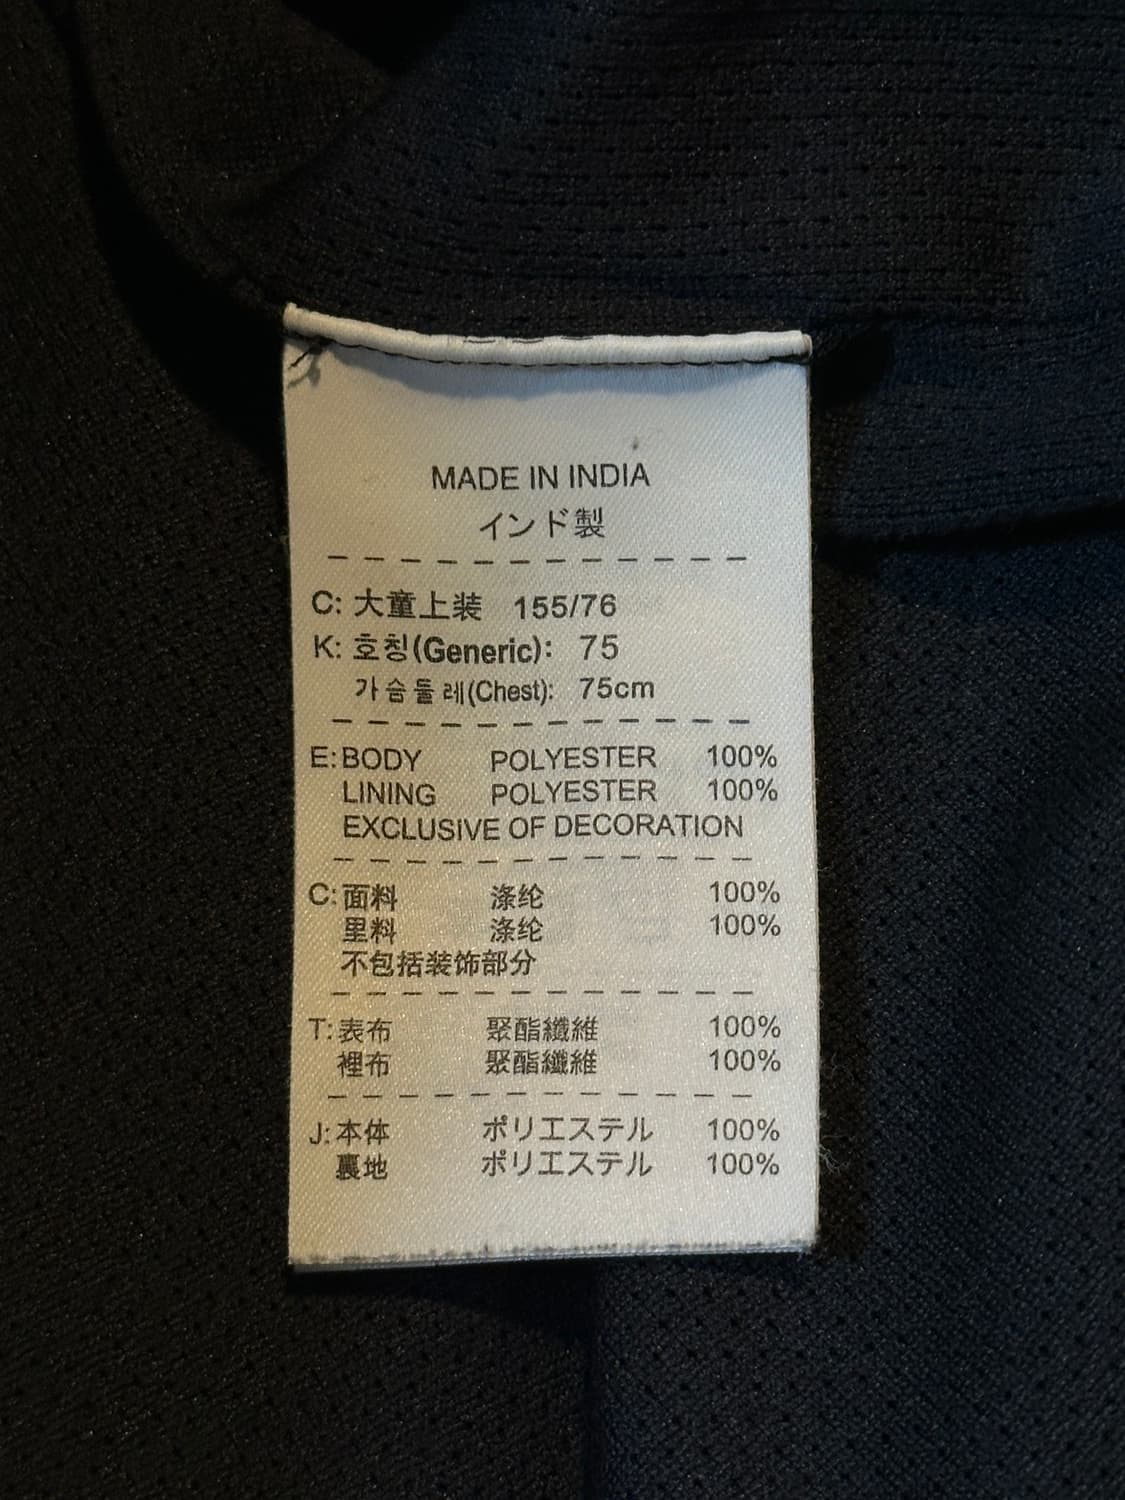 MADE IN INDIA
インド製
C: 大童上装 155/76
K: 호칭(Generic): 75
가슴둘레(Chest): 75cm
E: BODY POLYESTER 100%
LINING POLYESTER 100%
EXCLUSIVE OF DECORATION
C: 面料 涤纶 100%
里料 涤纶 100%
不包括装饰部分
T: 表布 聚酯纖維 100%
裡布 聚酯纖維 100%
J: 本体 ポリエステル 100%
裏地 ポリエステル 100%